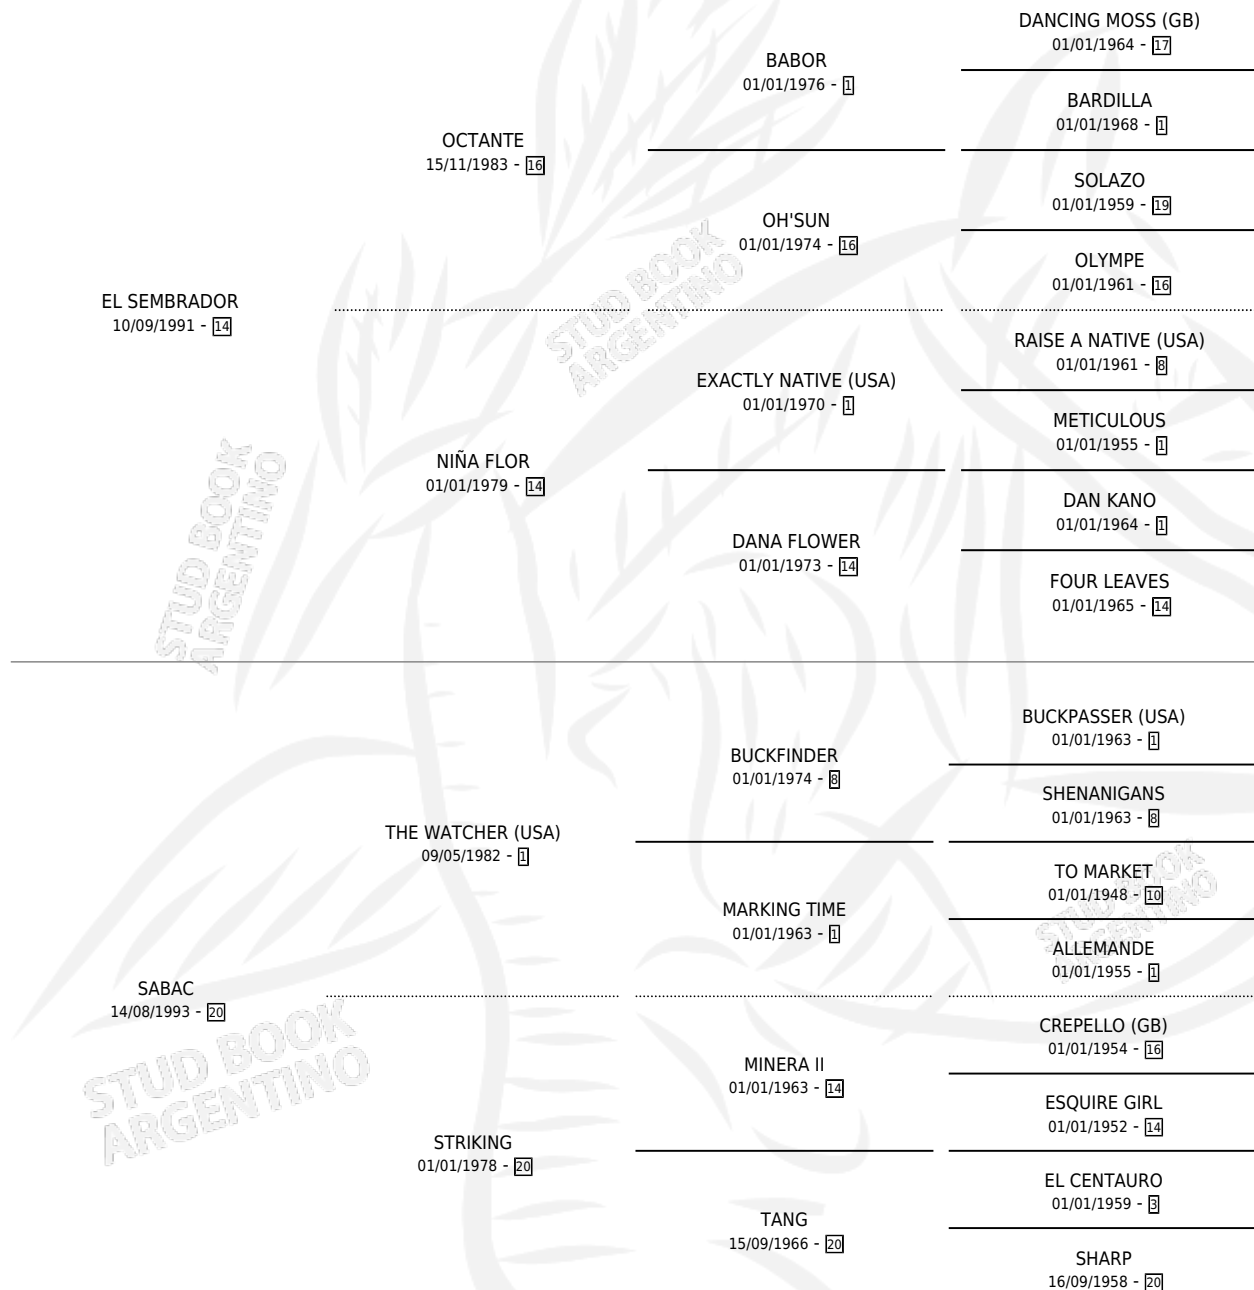 DANCING MOSS (GB)
01/01/1964 - 17
BABOR
01/01/1976 - 1
BARDILLA
01/01/1968 - 1
OCTANTE
15/11/1983 - 16
SOLAZO
01/01/1959 - 19
OH'SUN
01/01/1974 - 16
OLYMPE
01/01/1961 - 16
EL SEMBRADOR
10/09/1991 - 14
RAISE A NATIVE (USA)
01/01/1961 - 8
EXACTLY NATIVE (USA)
01/01/1970 - 1
METICULOUS
01/01/1955 - 1
NIÑA FLOR
01/01/1979 - 14
DAN KANO
01/01/1964 - 1
DANA FLOWER
01/01/1973 - 14
FOUR LEAVES
01/01/1965 - 14
BUCKPASSER (USA)
01/01/1963 - 1
BUCKFINDER
01/01/1974 - 8
SHENANIGANS
01/01/1963 - 8
THE WATCHER (USA)
09/05/1982 - 1
TO MARKET
01/01/1948 - 10
MARKING TIME
01/01/1963 - 1
ALLEMANDE
01/01/1955 - 1
SABAC
14/08/1993 - 20
CREPELLO (GB)
01/01/1954 - 16
MINERA II
01/01/1963 - 14
ESQUIRE GIRL
01/01/1952 - 14
STRIKING
01/01/1978 - 20
EL CENTAURO
01/01/1959 - 3
TANG
15/09/1966 - 20
SHARP
16/09/1958 - 20
STUD BOOK
ARGENTINO
STUD BOOK
ARGENTINO
STUD BOOK
ARGENTINO
STUD BOOK
ARGENTINO